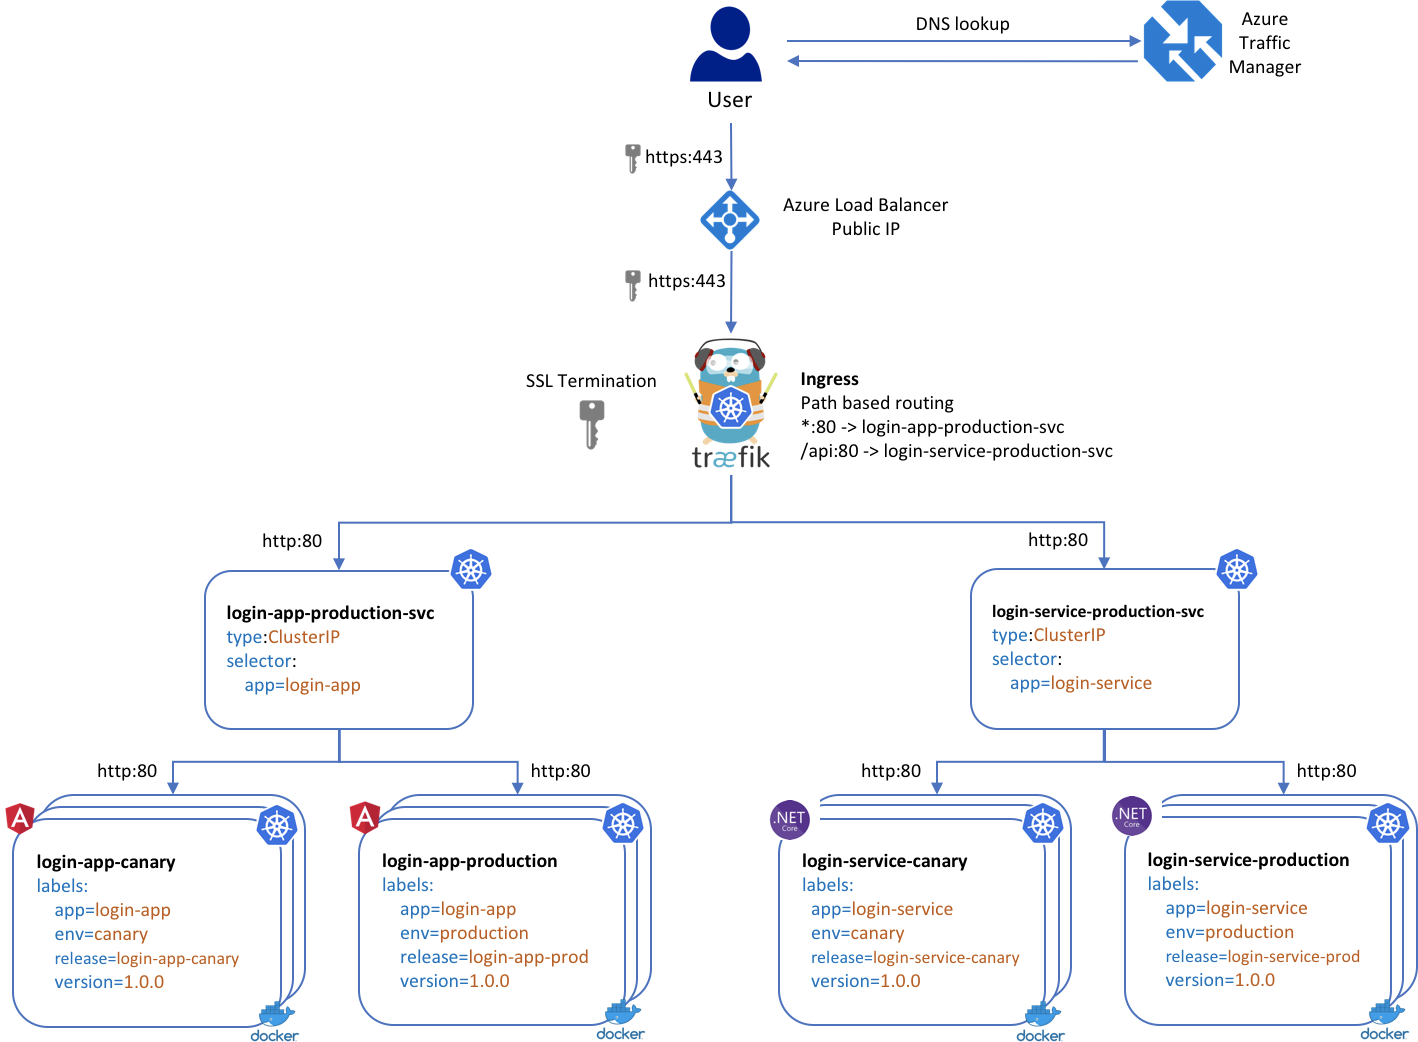 DNS lookup
Azure
Traffic
Manager
User
https:443
Azure Load Balancer
Public IP
https:443
SSL Termination
træfik
Ingress
Path based routing
*:80 -> login-app-production-svc
/api:80 -> login-service-production-svc
http:80
http:80
login-app-production-svc
type:ClusterIP
selector:
app=login-app
login-service-production-svc
type:ClusterIP
selector:
app=login-service
http:80
http:80
http:80
http:80
login-app-canary
labels:
app=login-app
env=canary
release=login-app-canary
version=1.0.0
docker
login-app-production
labels:
app=login-app
env=production
release=login-app-prod
version=1.0.0
docker
.NET
Core
login-service-canary
labels:
app=login-service
env=canary
release=login-service-canary
version=1.0.0
docker
.NET
Core
login-service-production
labels:
app=login-service
env=production
release=login-service-prod
version=1.0.0
docker